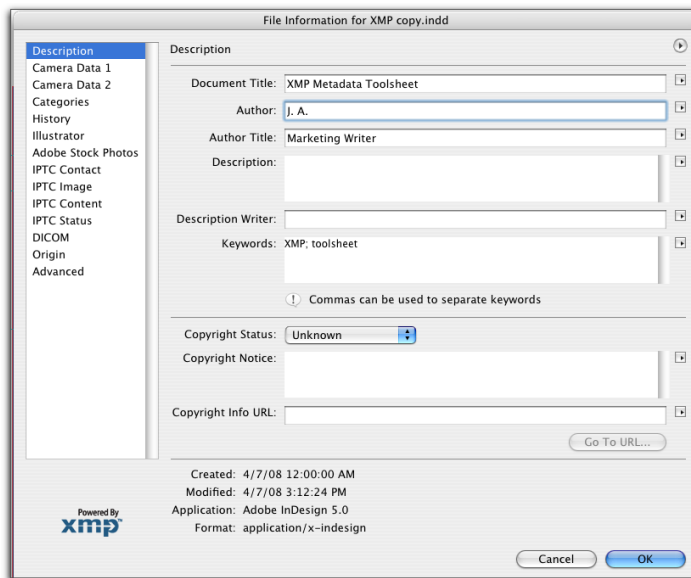 File Information for XMP copy.indd
Description
Camera Data 1
Camera Data 2
Categories
History
Illustrator
Adobe Stock Photos
IPTC Contact
IPTC Image
IPTC Content
IPTC Status
DICOM
Origin
Advanced
Powered By
xmp™
Description
Document Title: XMP Metadata Toolsheet
Author: J. A.
Author Title: Marketing Writer
Description:
Description Writer:
Keywords: XMP; toolsheet
! Commas can be used to separate keywords
Copyright Status: Unknown
Copyright Notice:
Copyright Info URL:
Go To URL...
Created: 4/7/08 12:00:00 AM
Modified: 4/7/08 3:12:24 PM
Application: Adobe InDesign 5.0
Format: application/x-indesign
Cancel OK